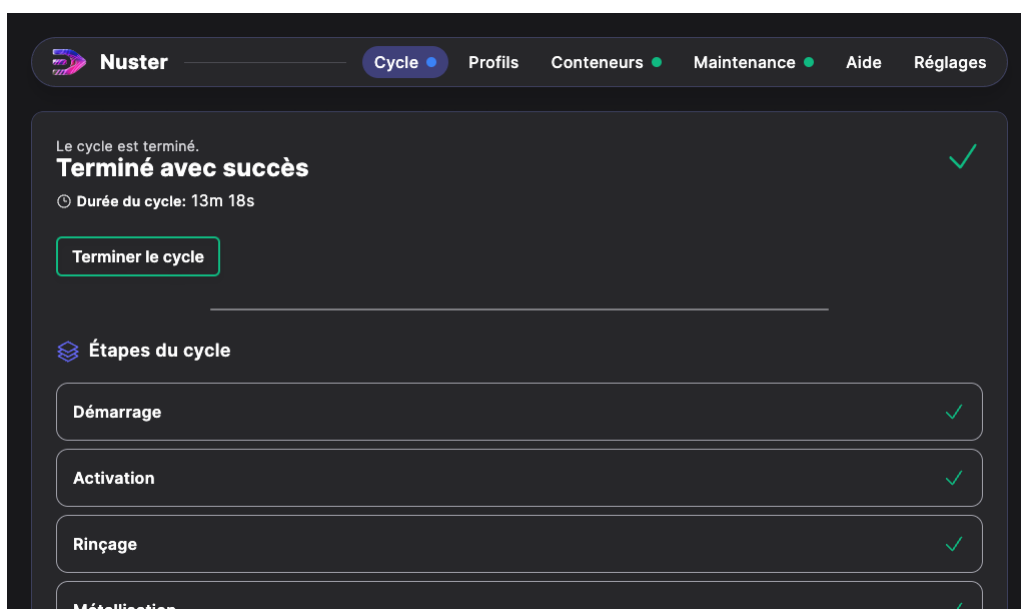 Nuster
Cycle
Profils
Conteneurs
Maintenance
Aide
Réglages
Le cycle est terminé.
Terminé avec succès
Durée du cycle: 13m 18s
Terminer le cycle
Étapes du cycle
Démarrage
Activation
Rinçage
Métallisation